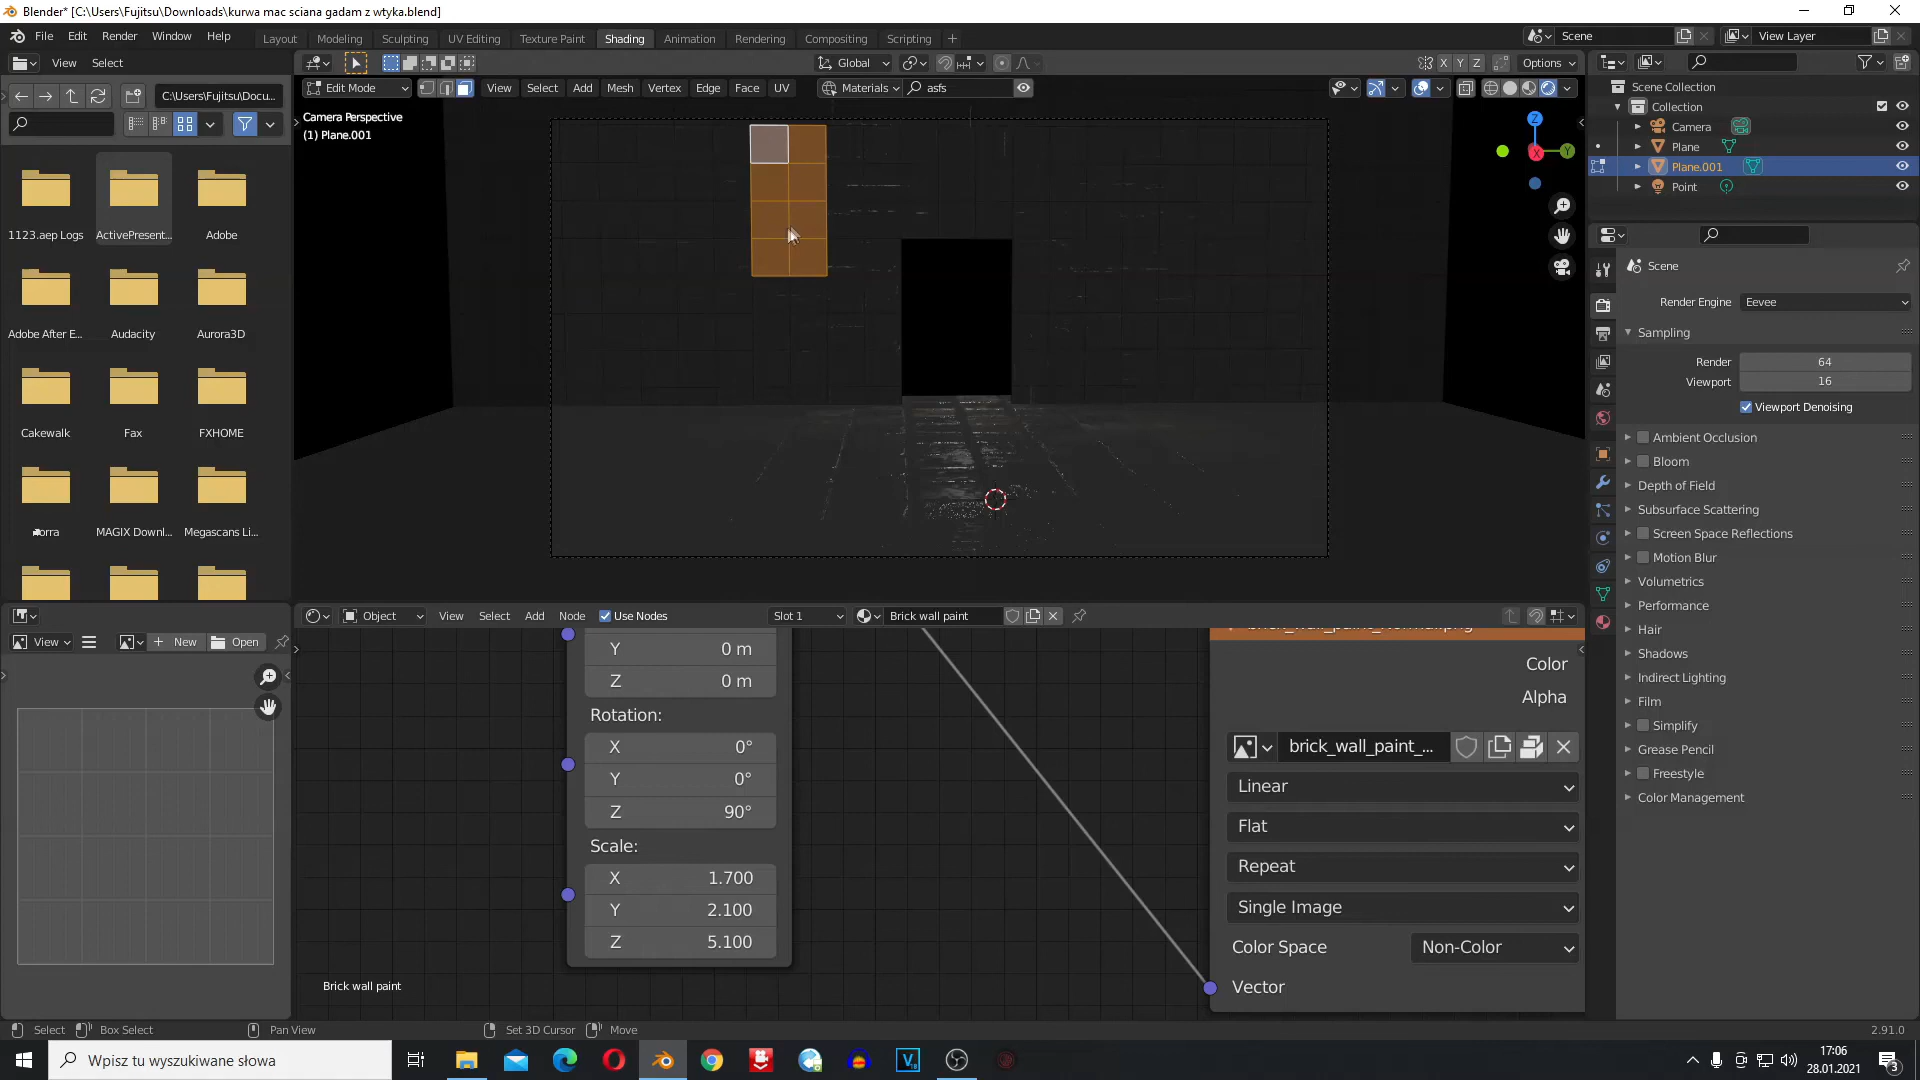 Blender* [C:\Users\Fujitsu\Downloads\kurwa mac sciana gadam z wtyka.blend]
File Edit Render Window Help
Layout Modeling Sculpting UV Editing Texture Paint Shading Animation Rendering Compositing Scripting
Scene
View Layer
View Select
Global
X Y Z
Options
C:\Users\Fujitsu\Docu...
Edit Mode
View Select Add Mesh Vertex Edge Face UV
Materials
asfs
Camera Perspective
(1) Plane.001
Z
X
Y
Scene Collection
Collection
Camera
Plane
Plane.001
Point
1123.aep Logs
ActivePresent...
Adobe
Adobe After E...
Audacity
Aurora3D
Cakewalk
Fax
FXHOME
MAGIX Downl...
Megascans Li...
Scene
Render Engine
Eevee
Sampling
Render 64
Viewport 16
Viewport Denoising
Ambient Occlusion
Bloom
Depth of Field
Subsurface Scattering
Screen Space Reflections
Motion Blur
Volumetrics
Performance
Hair
Shadows
Indirect Lighting
Film
Simplify
Grease Pencil
Freestyle
Color Management
View
New
Open
Object
View Select Add Node
Use Nodes
Slot 1
Brick wall paint
Y 0 m
Z 0 m
Rotation:
X 0°
Y 0°
Z 90°
Scale:
X 1.700
Y 2.100
Z 5.100
Color
Alpha
brick_wall_paint_...
Linear
Flat
Repeat
Single Image
Color Space Non-Color
Vector
Brick wall paint
Select
Box Select
Pan View
Set 3D Cursor
Move
2.91.0
Wpisz tu wyszukiwane słowa
17:06
28.01.2021
3